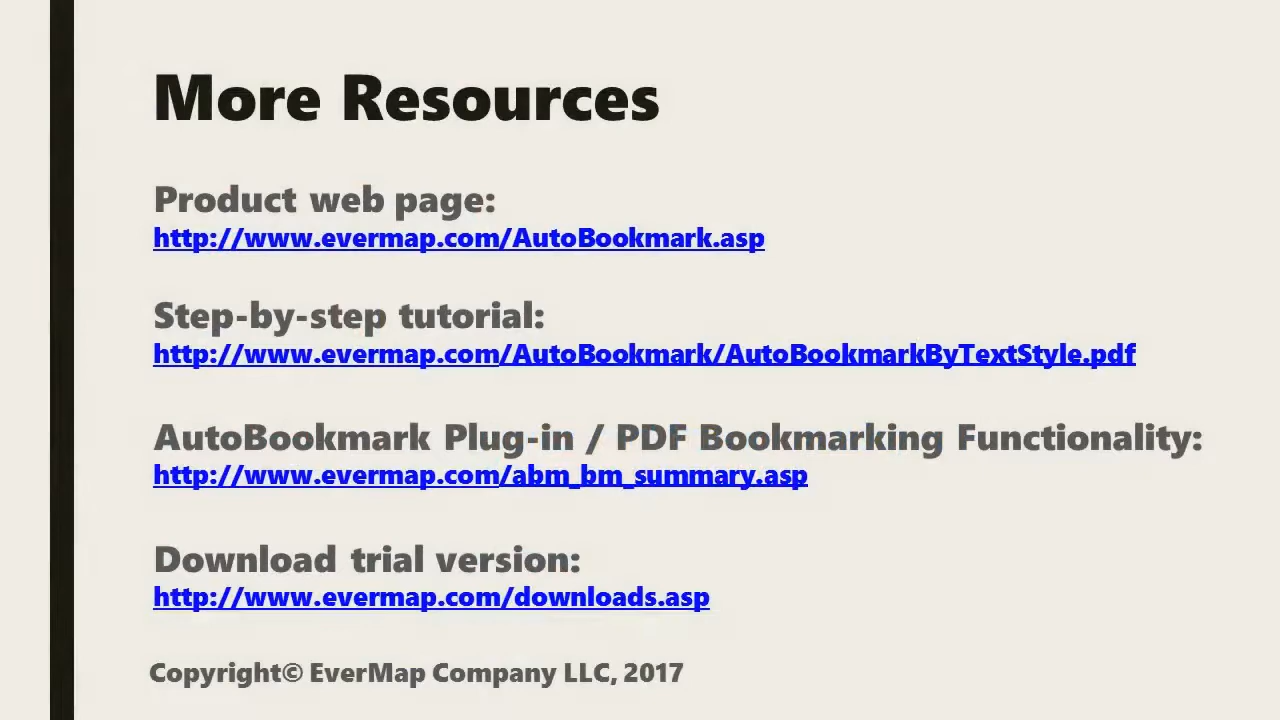 More Resources
Product web page:
http://www.evermap.com/AutoBookmark.asp
Step-by-step tutorial:
http://www.evermap.com/AutoBookmark/AutoBookmarkByTextStyle.pdf
AutoBookmark Plug-in / PDF Bookmarking Functionality:
http://www.evermap.com/abm_bm_summary.asp
Download trial version:
http://www.evermap.com/downloads.asp
Copyright© EverMap Company LLC, 2017